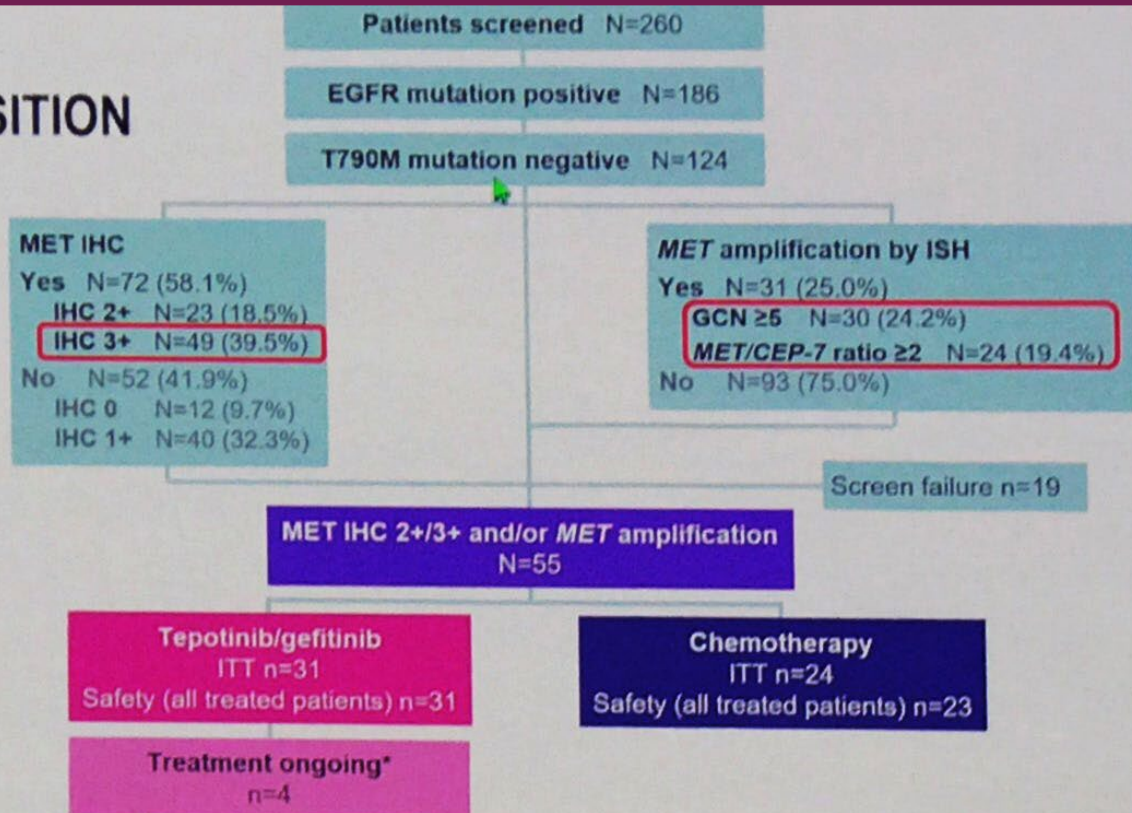 Patients screened N=260
SITION
EGFR mutation positive N=186
T790M mutation negative N=124
MET IHC
Yes N=72 (58.1%)
IHC 2+ N=23 (18.5%)
IHC 3+ N=49 (39.5%)
No N=52 (41.9%)
IHC 0 N=12 (9.7%)
IHC 1+ N=40 (32.3%)
MET amplification by ISH
Yes N=31 (25.0%)
GCN ≥5 N=30 (24.2%)
MET/CEP-7 ratio ≥2 N=24 (19.4%)
No N=93 (75.0%)
Screen failure n=19
MET IHC 2+/3+ and/or MET amplification
N=55
Tepotinib/gefitinib
ITT n=31
Safety (all treated patients) n=31
Chemotherapy
ITT n=24
Safety (all treated patients) n=23
Treatment ongoing*
n=4